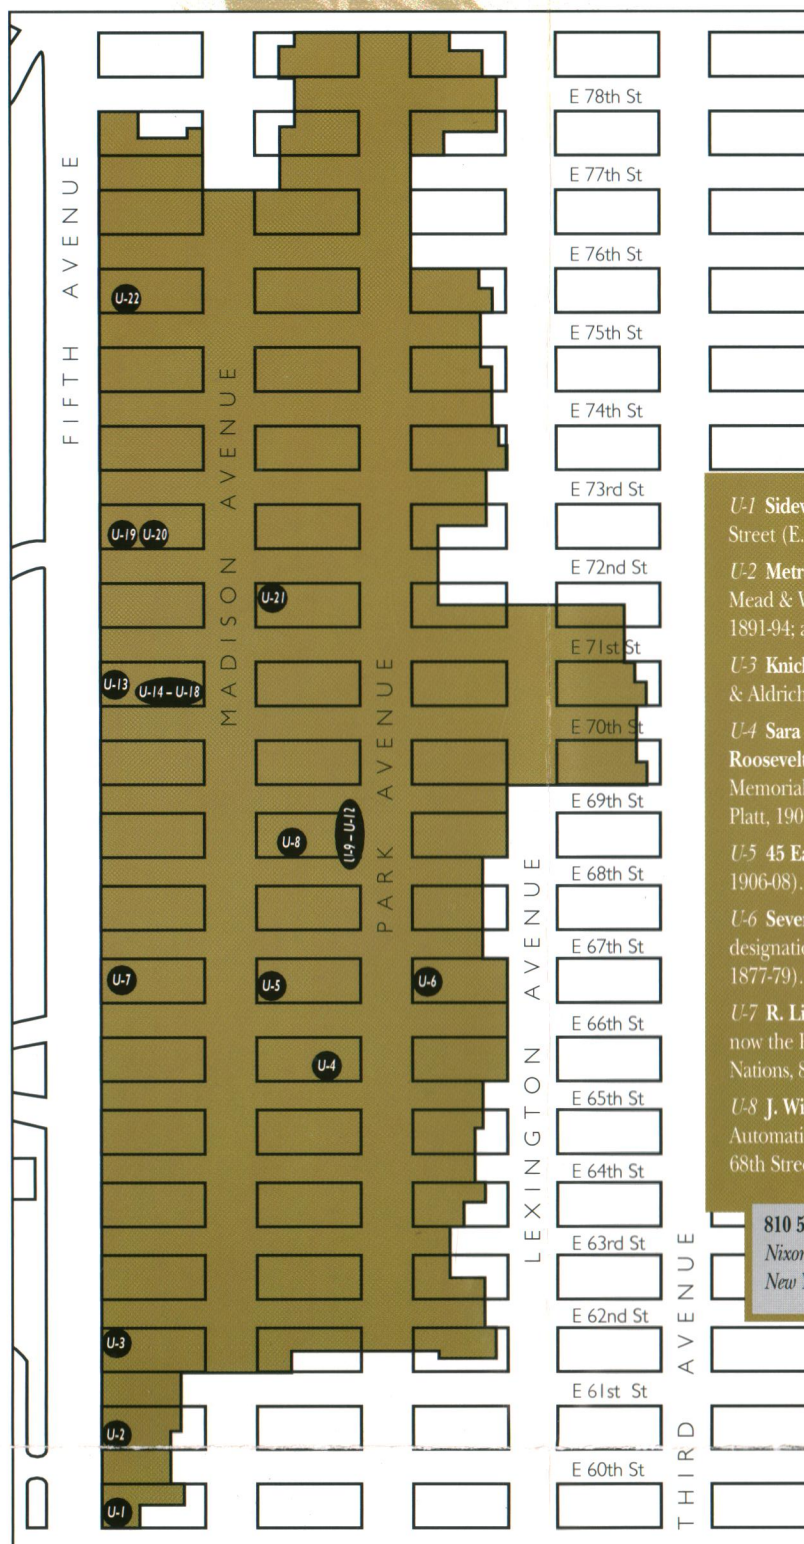 E 78th St
E 77th St
E 76th St
E 75th St
E 74th St
E 73rd St
E 72nd St
E 71st St
E 70th St
E 69th St
E 68th St
E 67th St
E 66th St
E 65th St
E 64th St
E 63rd St
E 62nd St
E 61st St
E 60th St
FIFTH AVENUE
MADISON AVENUE
PARK AVENUE
LEXINGTON AVENUE
THIRD AVENUE
U-22
U-19
U-20
U-21
U-13
U-14 – U-18
U-8
U-9 – U-12
U-7
U-5
U-6
U-4
U-3
U-2
U-1
U-1
Street (E.
U-2 Metr
Mead & W
1891-94; a
U-3 Knick
& Aldrich
U-4 Sara
Roosevel
Memorial
Platt, 190
U-5 45 Ea
1906-08).
U-6 Seve
designatio
1877-79).
U-7 R. Li
now the
Nations, 8
U-8 J. Wi
Automati
68th Stree
810 5
Nixon
New Y